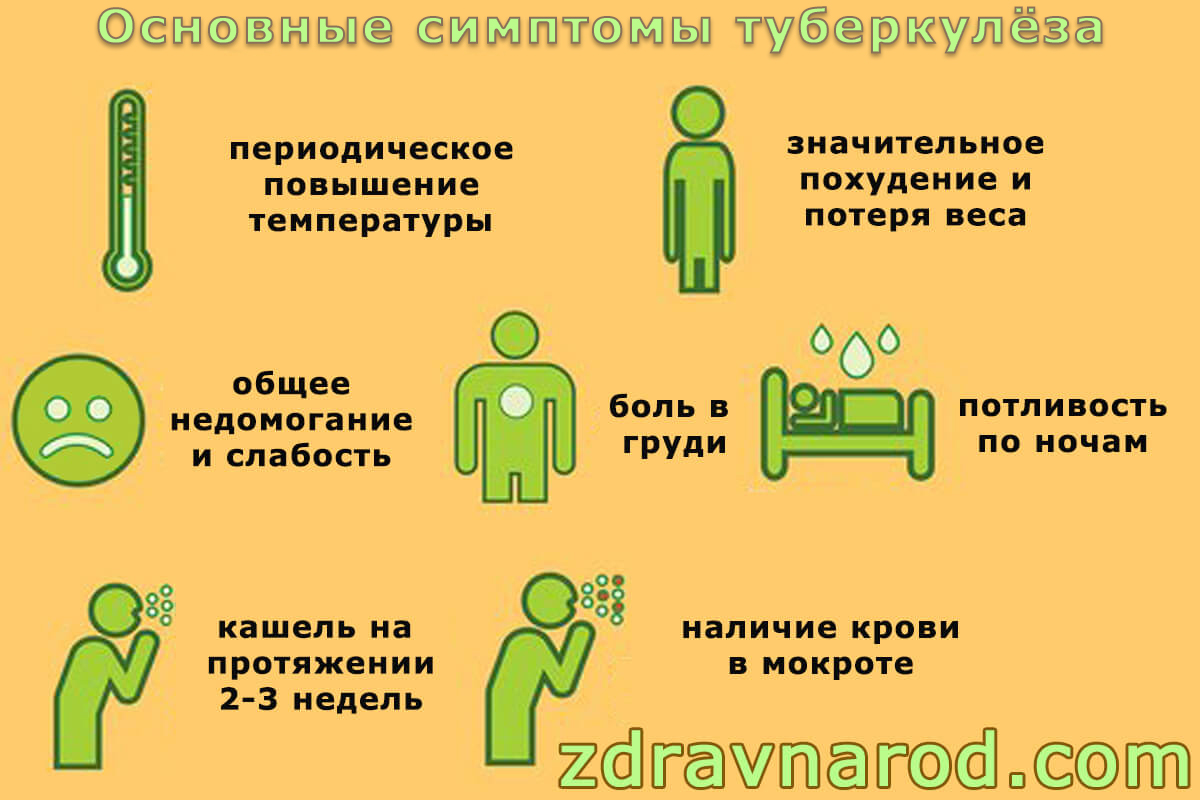 Основные симптомы туберкулёза
периодическое
повышение
температуры
значительное
похудение и
потеря веса
общее
недомогание
и слабость
боль в
груди
потливость
по ночам
кашель на
протяжении
2-3 недель
наличие крови
в мокроте
zdravnarod.com